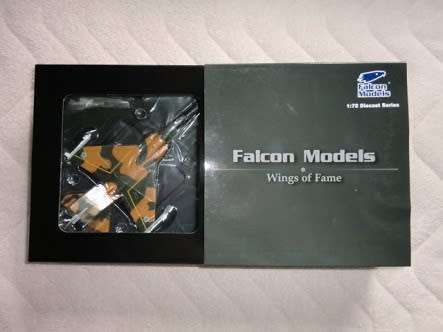 Falcon
Models
1:72 Diecast Series
Falcon Models
Wings of Fame